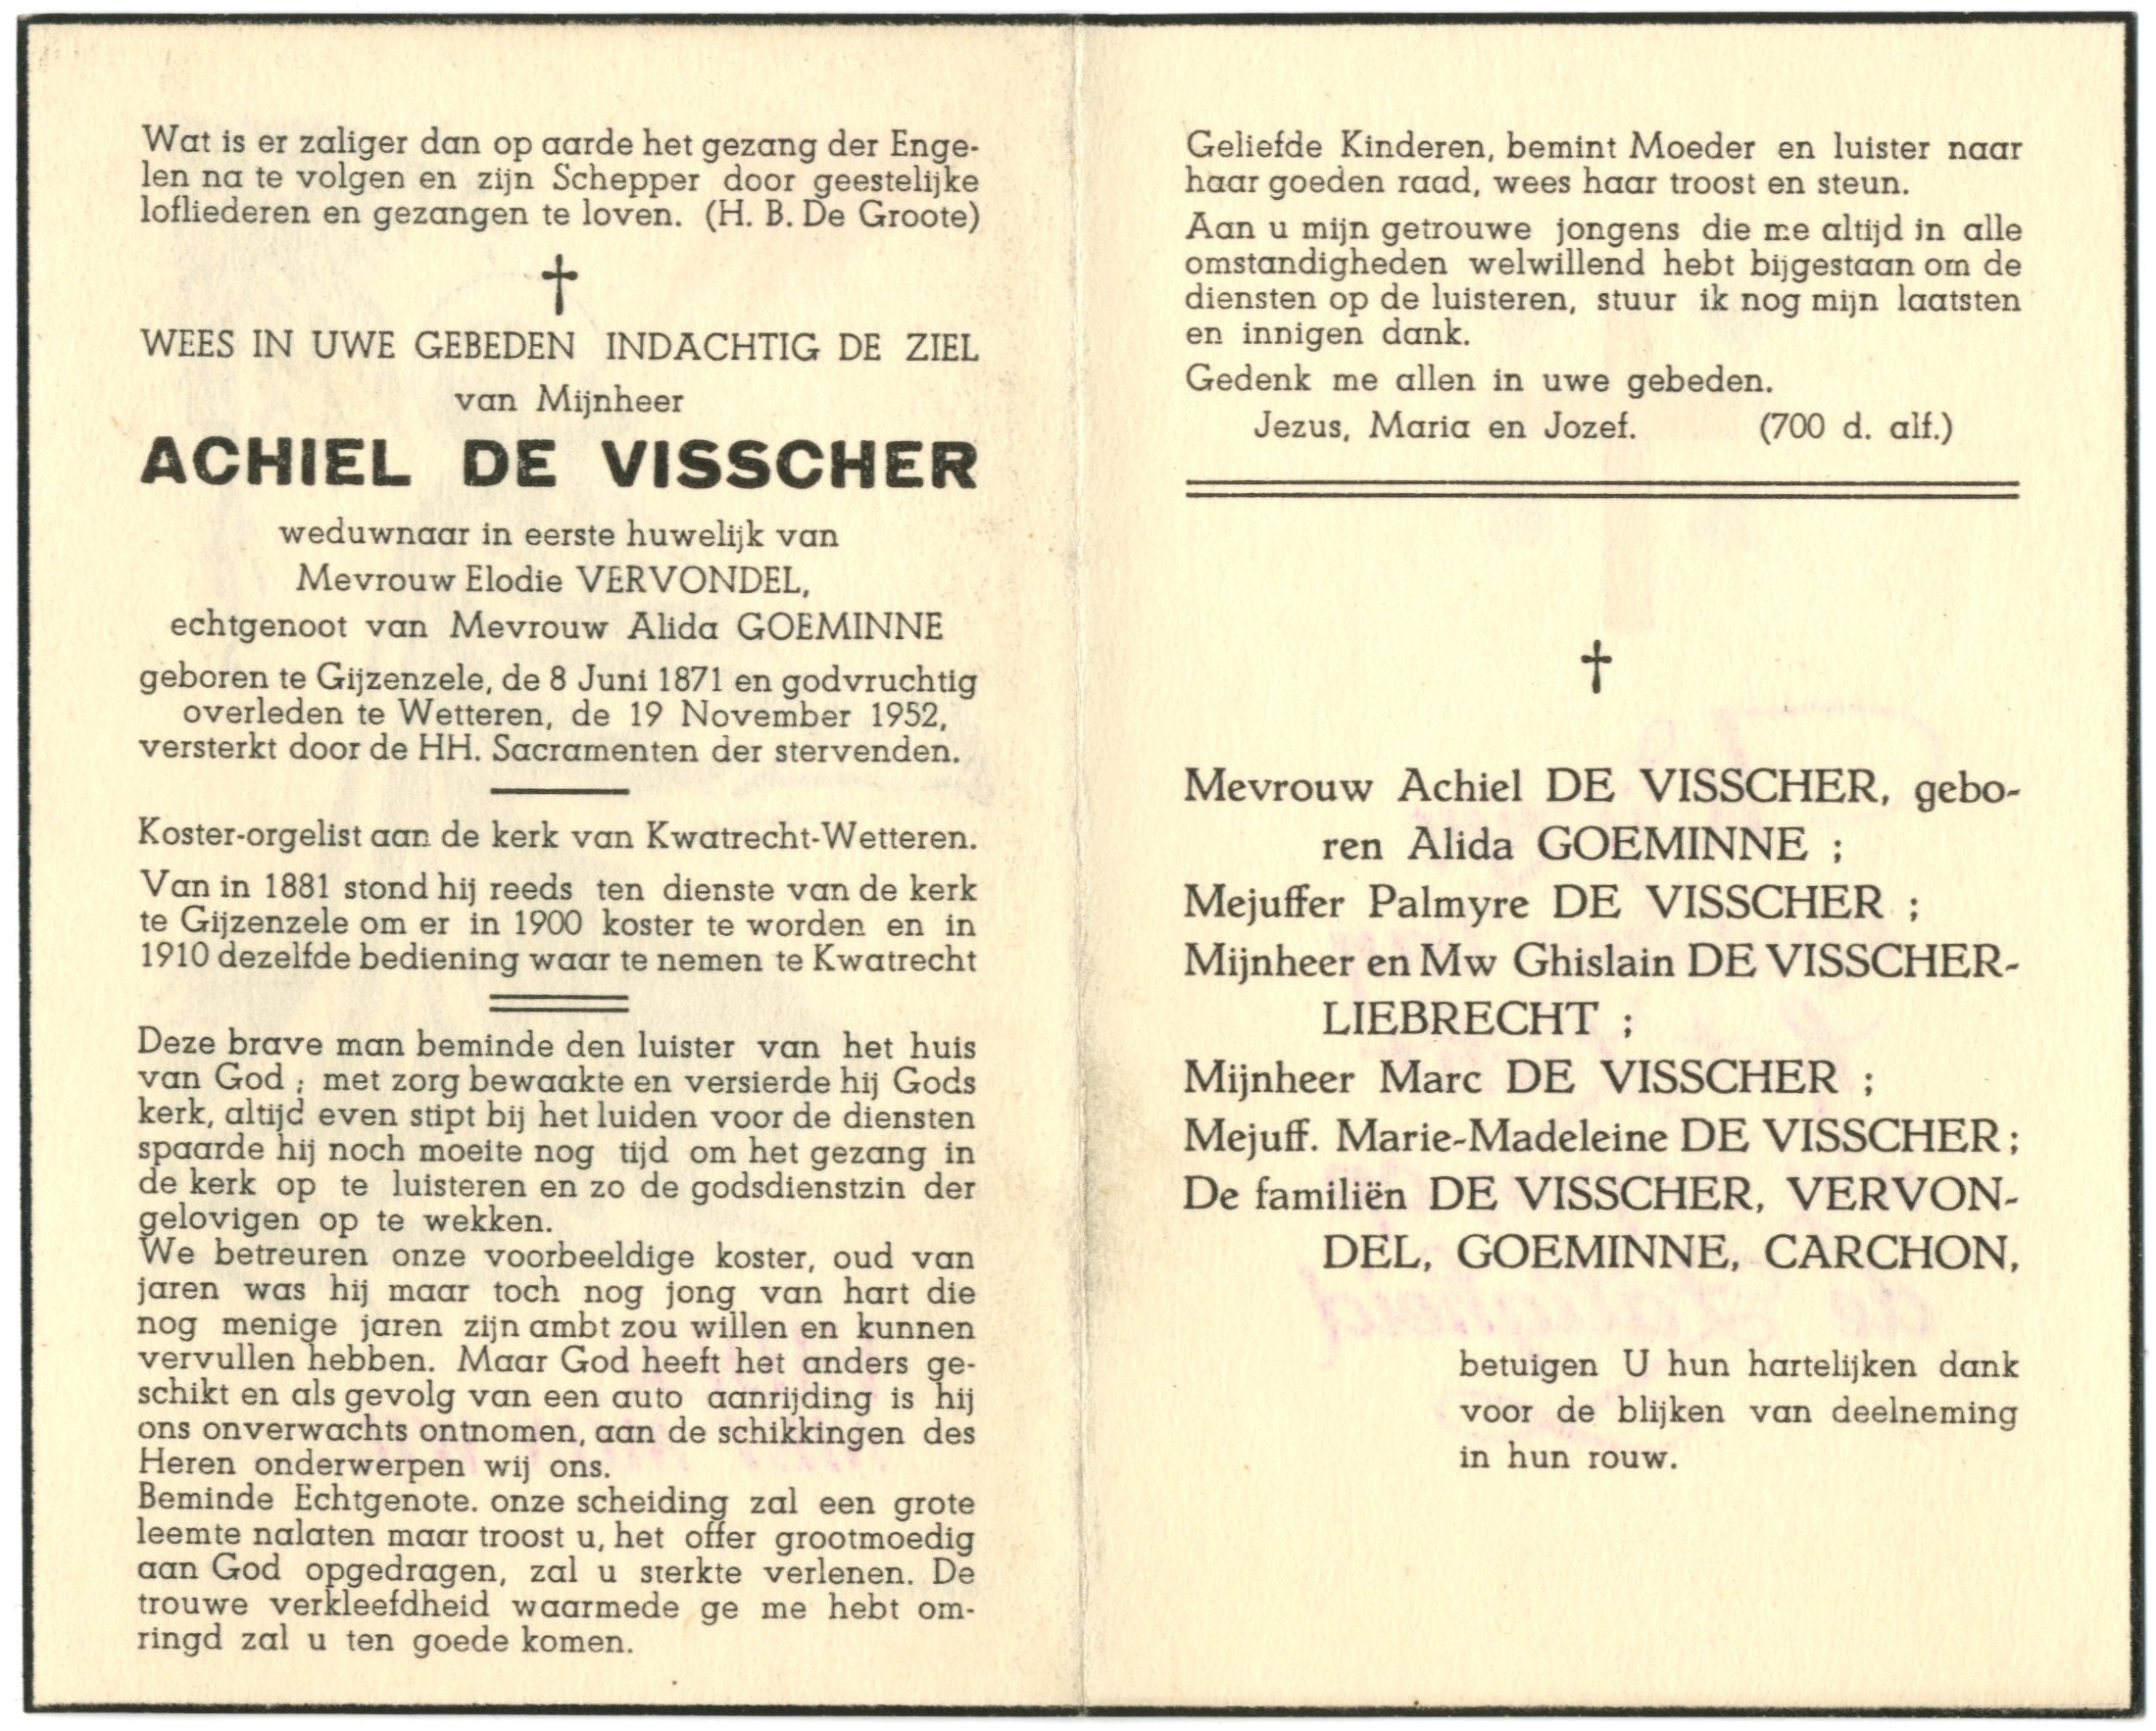 Wat is er zaliger dan op aarde het gezang der Enge-
len na te volgen en zijn Schepper door geestelijke
lofliederen en gezangen te loven. (H. B. De Groote)
†
WEES IN UWE GEBEDEN INDACHTIG DE ZIEL
van Mijnheer
ACHIEL DE VISSCHER
weduwnaar in eerste huwelijk van
Mevrouw Elodie VERVONDEL,
echtgenoot van Mevrouw Alida GOEMINNE
geboren te Gijzenzele, de 8 Juni 1871 en godvruchtig
overleden te Wetteren, de 19 November 1952,
versterkt door de HH. Sacramenten der stervenden.
Koster-orgelist aan de kerk van Kwatrecht-Wetteren.
Van in 1881 stond hij reeds ten dienste van de kerk
te Gijzenzele om er in 1900 koster te worden en in
1910 dezelfde bediening waar te nemen te Kwatrecht
Deze brave man beminde den luister van het huis
van God ; met zorg bewaakte en versierde hij Gods
kerk, altijd even stipt bij het luiden voor de diensten
spaarde hij noch moeite nog tijd om het gezang in
de kerk op te luisteren en zo de godsdienstzin der
gelovigen op te wekken.
We betreuren onze voorbeeldige koster, oud van
jaren was hij maar toch nog jong van hart die
nog menige jaren zijn ambt zou willen en kunnen
vervullen hebben. Maar God heeft het anders ge-
schikt en als gevolg van een auto aanrijding is hij
ons onverwachts ontnomen, aan de schikkingen des
Heren onderwerpen wij ons.
Beminde Echtgenote. onze scheiding zal een grote
leemte nalaten maar troost u, het offer grootmoedig
aan God opgedragen, zal u sterkte verlenen. De
trouwe verkleefdheid waarmede ge me hebt om-
ringd zal u ten goede komen.
Geliefde Kinderen, bemint Moeder en luister naar
haar goeden raad, wees haar troost en steun.
Aan u mijn getrouwe jongens die me altijd in alle
omstandigheden welwillend hebt bijgestaan om de
diensten op de luisteren, stuur ik nog mijn laatsten
en innigen dank.
Gedenk me allen in uwe gebeden.
Jezus, Maria en Jozef. (700 d. alf.)
†
Mevrouw Achiel DE VISSCHER, gebo-
ren Alida GOEMINNE ;
Mejuffer Palmyre DE VISSCHER ;
Mijnheer en Mw Ghislain DE VISSCHER-
LIEBRECHT ;
Mijnheer Marc DE VISSCHER ;
Mejuff. Marie-Madeleine DE VISSCHER ;
De familiën DE VISSCHER, VERVON-
DEL, GOEMINNE, CARCHON,
betuigen U hun hartelijken dank
voor de blijken van deelneming
in hun rouw.